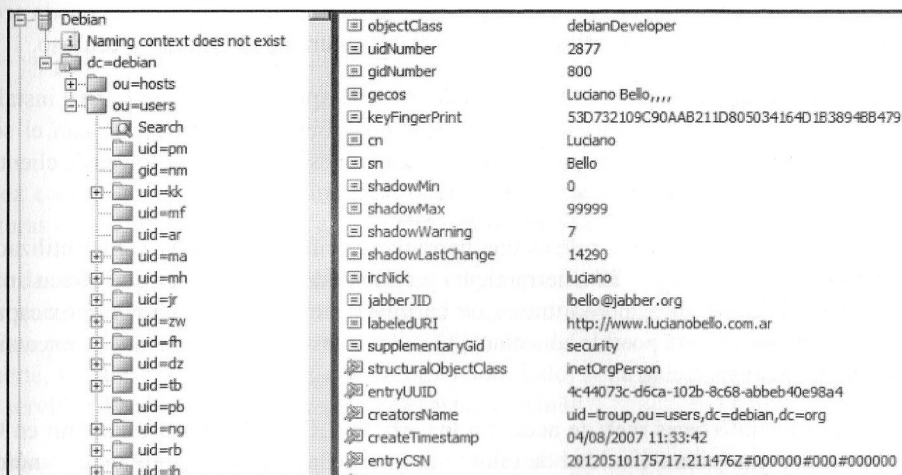 Debian
Naming context does not exist
dc=debian
ou=hosts
ou=users
Search
uid=pm
gid=nm
uid=kk
uid=mf
uid=ar
uid=ma
uid=mh
uid=jr
uid=zw
uid=fh
uid=dz
uid=tb
uid=pb
uid=ng
uid=rb
objectClass debianDeveloper
uidNumber 2877
gidNumber 800
gecos Luciano Bello,,,,
keyFingerPrint 53D732109C90AAB211D805034164D1B3894BB479
cn Luciano
sn Bello
shadowMin 0
shadowMax 99999
shadowWarning 7
shadowLastChange 14290
ircNick luciano
jabberJID lbello@jabber.org
labeledURI http://www.lucianobello.com.ar
supplementaryGid security
structuralObjectClass inetOrgPerson
entryUUID 4c44073c-d6ca-102b-8c68-abbeb40e98a4
creatorsName uid=troup,ou=users,dc=debian,dc=org
createTimestamp 04/08/2007 11:33:42
entryCSN 20120510175717.211476Z#000000#000#000000